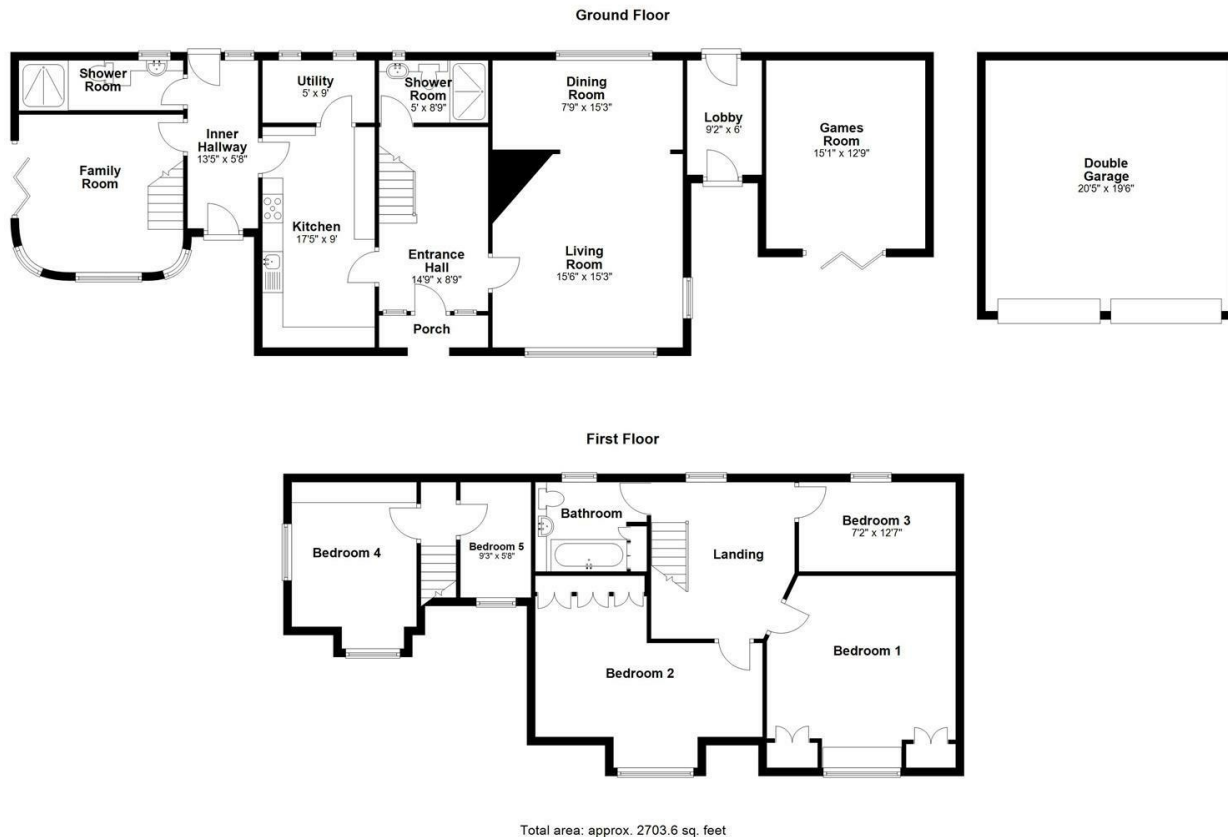 Ground Floor
Shower
Room
Inner
Hallway
13'5" x 5'8"
Family
Room
Utility
5' x 9'
Kitchen
17'5" x 9'
Shower
Room
5' x 8'9"
Entrance
Hall
14'9" x 8'9"
Porch
Dining
Room
7'9" x 15'3"
Living
Room
15'6" x 15'3"
Lobby
9'2" x 6'
Games
Room
15'1" x 12'9"
Double
Garage
20'5" x 19'6"
First Floor
Bedroom 4
Bedroom 5
9'3" x 5'8"
Bathroom
Landing
Bedroom 3
7'2" x 12'7"
Bedroom 2
Bedroom 1
Total area: approx. 2703.6 sq. feet